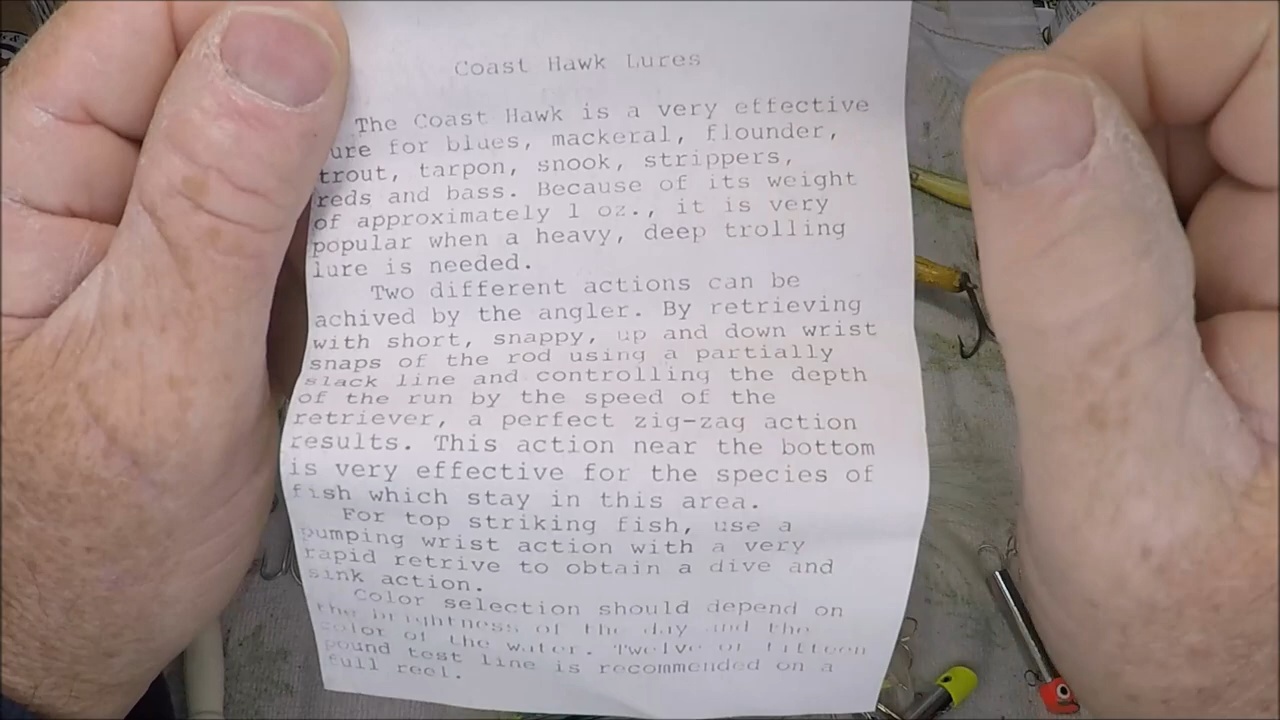 Coast Hawk Lures
The Coast Hawk is a very effective
ure for blues, mackeral, flounder,
trout, tarpon, snook, strippers,
reds and bass. Because of its weight
of approximately 1 oz., it is very
popular when a heavy, deep trolling
lure is needed.
Two different actions can be
achived by the angler. By retrieving
with short, snappy, up and down wrist
snaps of the rod using a partially
slack line and controlling the depth
of the run by the speed of the
retriever, a perfect zig-zag action
results. This action near the bottom
is very effective for the species of
fish which stay in this area.
For top striking fish, use a
pumping wrist action with a very
rapid retrive to obtain a dive and
sink action.
Color selection should depend on
the brightness of the day and the
color of the water. Twelve or fifteen
pound test line is recommended on a
full reel.